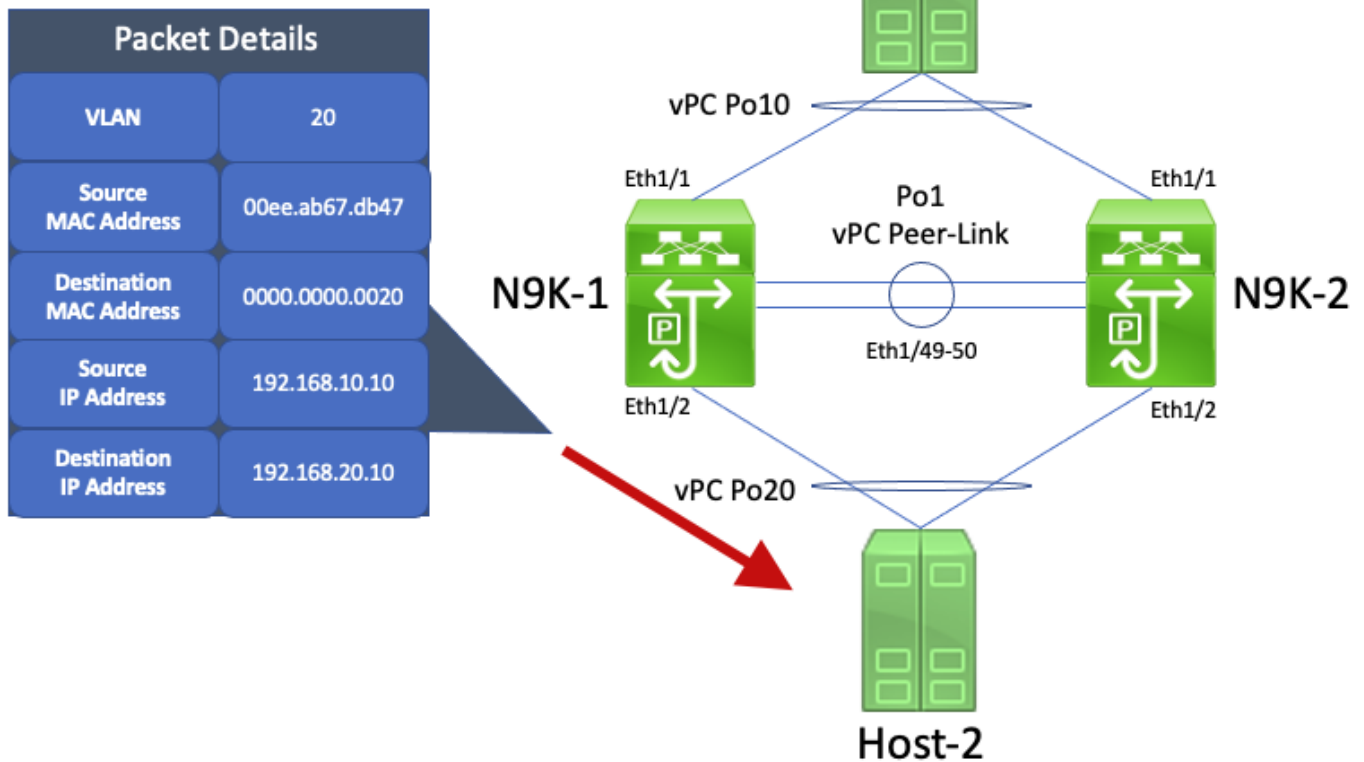 Packet Details
VLAN
20
Source
MAC Address
00ee.ab67.db47
Destination
MAC Address
0000.0000.0020
Source
IP Address
192.168.10.10
Destination
IP Address
192.168.20.10
vPC Po10
Eth1/1
Eth1/1
Po1
vPC Peer-Link
N9K-1
P
P
N9K-2
Eth1/49-50
Eth1/2
Eth1/2
vPC Po20
Host-2